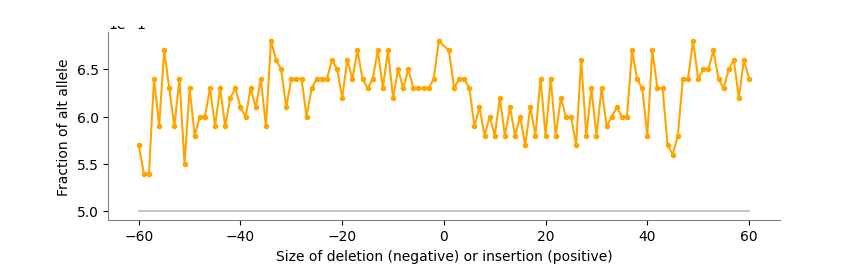 6.5
6.0
5.5
5.0
Fraction of alt allele
−60 −40 −20 0 20 40 60
Size of deletion (negative) or insertion (positive)